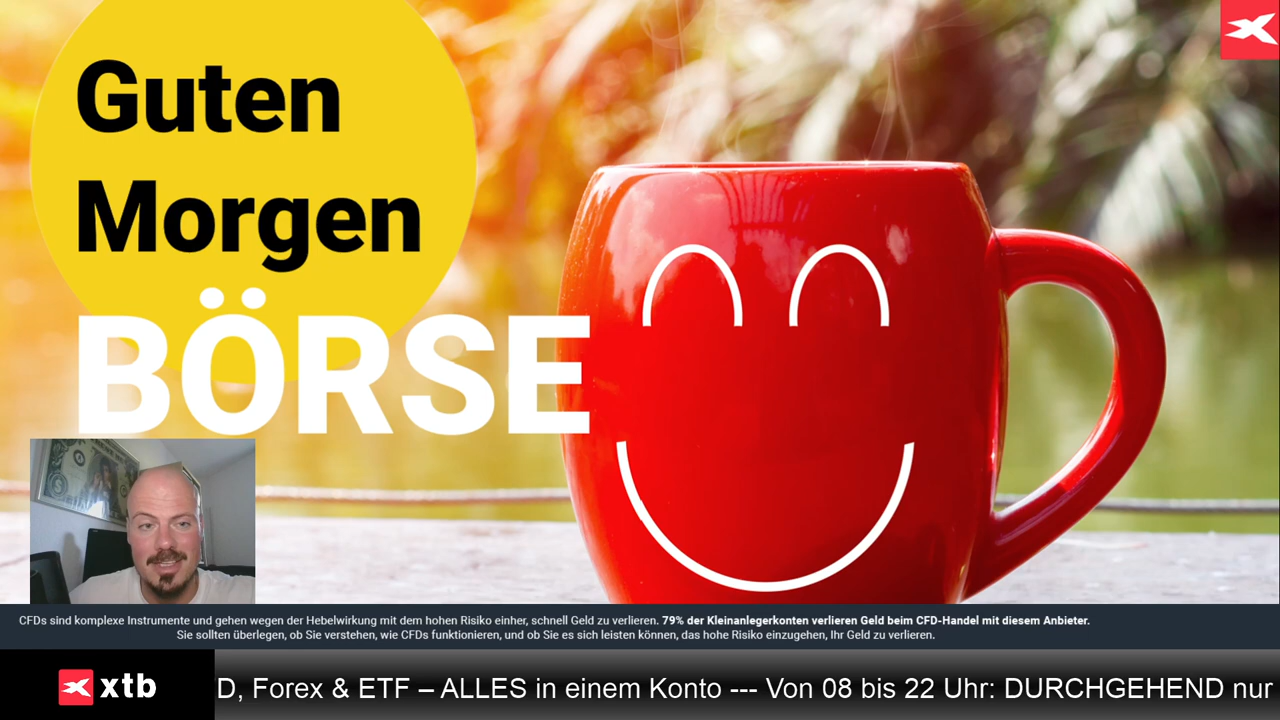 Guten
Morgen
BÖRSE
CFDs sind komplexe Instrumente und gehen wegen der Hebelwirkung mit dem hohen Risiko einher, schnell Geld zu verlieren. 79% der Kleinanlegerkonten verlieren Geld beim CFD-Handel mit diesem Anbieter.
Sie sollten überlegen, ob Sie verstehen, wie CFDs funktionieren, und ob Sie es sich leisten können, das hohe Risiko einzugehen, Ihr Geld zu verlieren.
xtb
D, Forex & ETF – ALLES in einem Konto --- Von 08 bis 22 Uhr: DURCHGEHEND nur